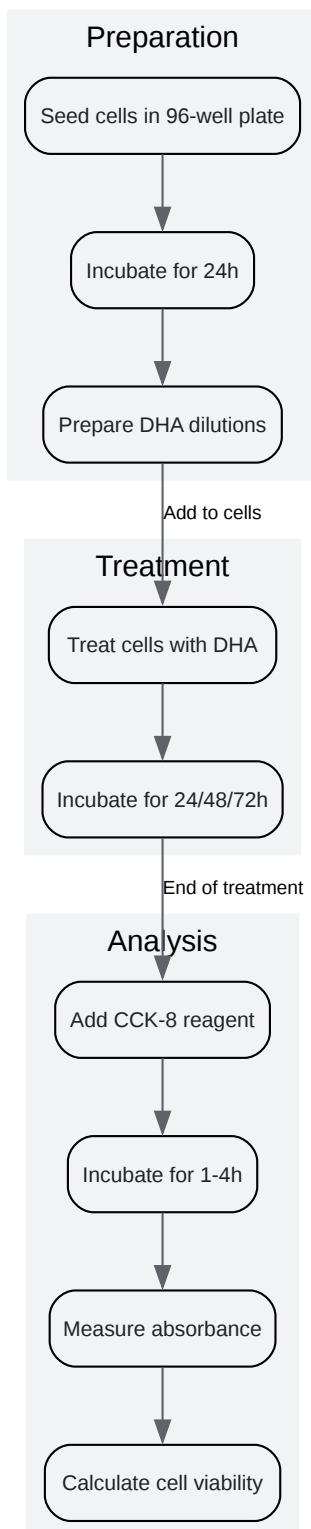 Preparation
Seed cells in 96-well plate
Incubate for 24h
Prepare DHA dilutions
Add to cells
Treatment
Treat cells with DHA
Incubate for 24/48/72h
End of treatment
Analysis
Add CCK-8 reagent
Incubate for 1-4h
Measure absorbance
Calculate cell viability